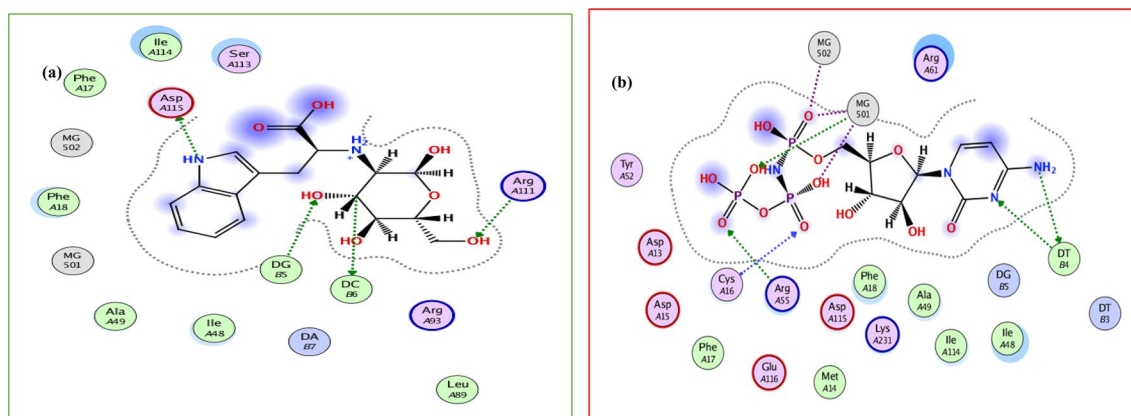 (a)
Ile
A114
Ser
A113
Phe
A17
Asp
A115
MG
502
Phe
A18
MG
501
Ala
A49
Ile
A48
DA
B7
DG
B5
DC
B6
Arg
A111
Arg
A93
Leu
A89
O
OH
HN
H2
N
+
H
OH
HO
H
O
H
HO
H
OH
(b)
MG
502
Arg
A61
MG
501
Tyr
A52
Asp
A13
Asp
A15
Cys
A16
Arg
A55
Phe
A17
Glu
A116
Met
A14
Asp
A115
Phe
A18
Lys
A231
Ala
A49
Ile
A114
Ile
A48
DG
B5
DT
B4
DT
B3
O
HO
P
O
HN
HO
P
OH
O
O
P
OH
O
O
H
H
HO
OH
N
N
O
NH2